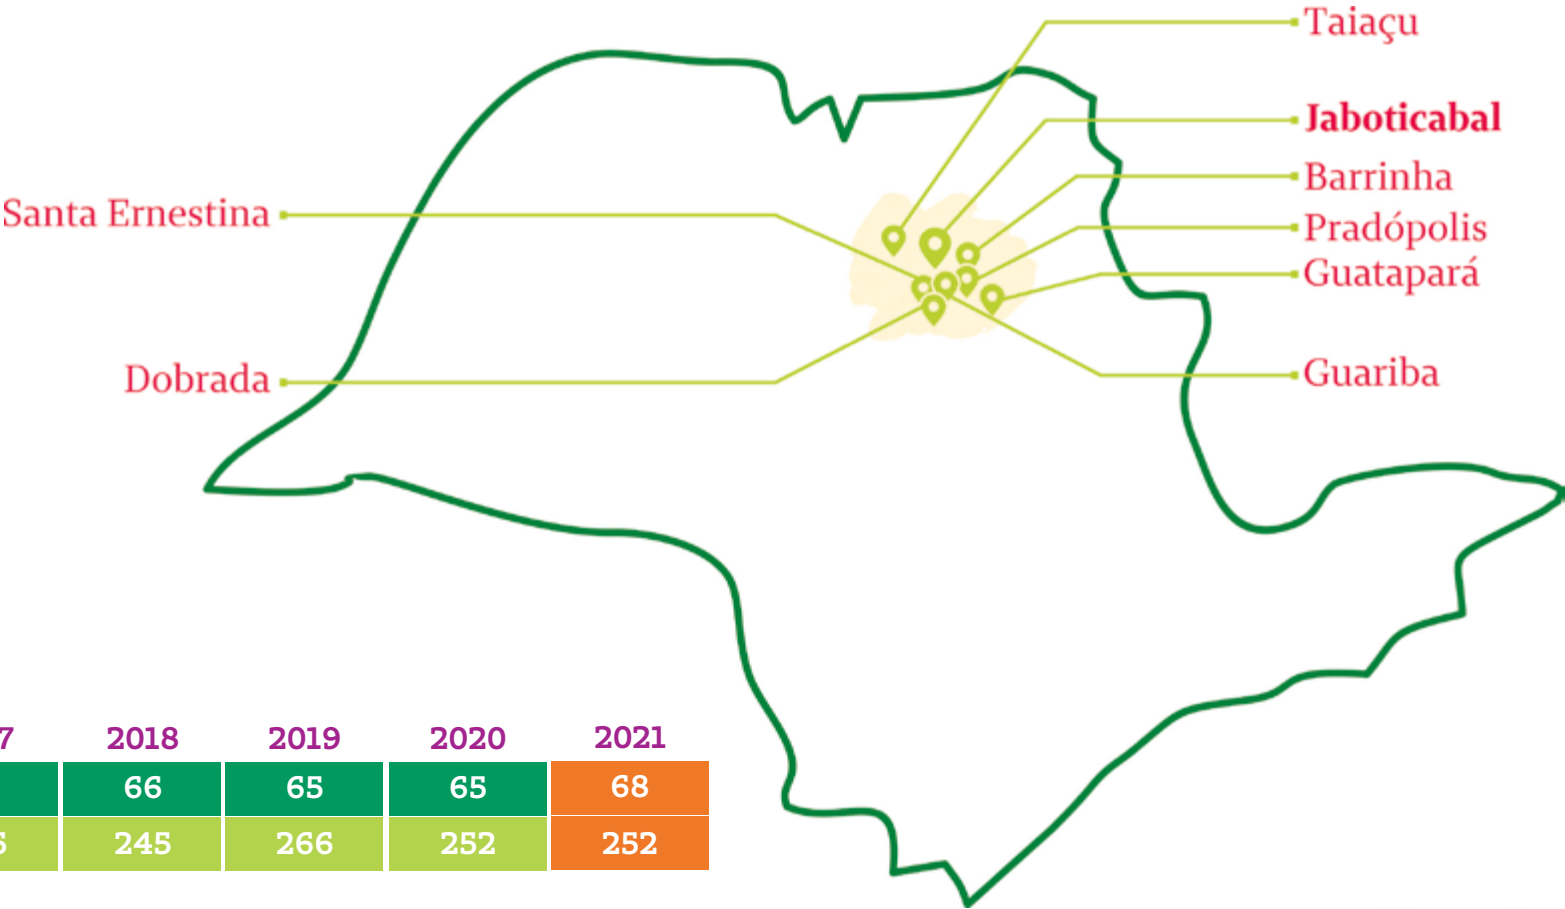 Taiaçu
Jaboticabal
Barrinha
Santa Ernestina
Pradópolis
Guatapará
Guariba
Dobrada
7 2018 2019 2020 2021
66 65 65 68
245 266 252 252